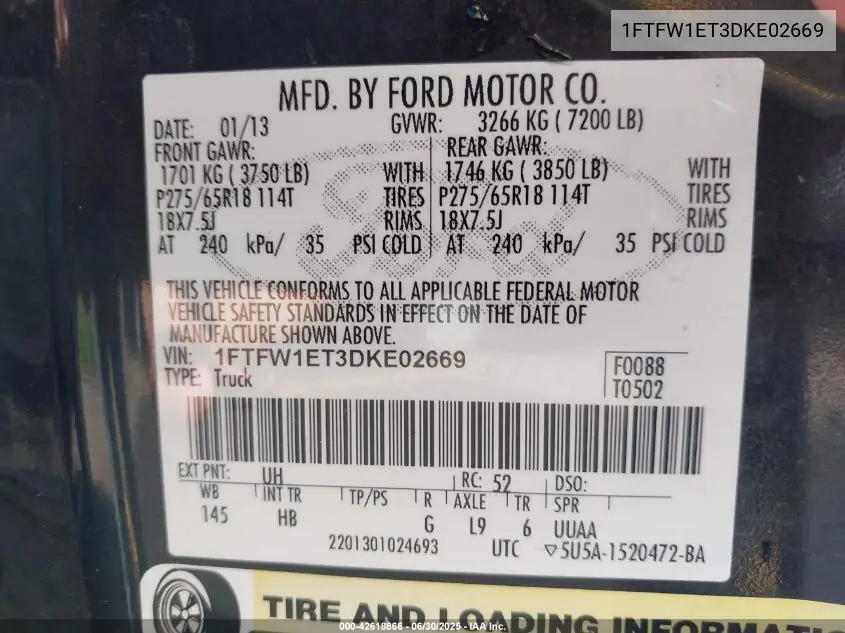 1FTFW1ET3DKE02669
MFD. BY FORD MOTOR CO.
DATE: 01/13 GVWR: 3266 KG ( 7200 LB)
FRONT GAWR: REAR GAWR:
1701 KG ( 3750 LB) WITH 1746 KG ( 3850 LB) WITH
P275/65R18 114T TIRES P275/65R18 114T TIRES
18X7.5J RIMS 18X7.5J RIMS
AT 240 kPa/ 35 PSI COLD AT 240 kPa/ 35 PSI COLD
Ford
THIS VEHICLE CONFORMS TO ALL APPLICABLE FEDERAL MOTOR
VEHICLE SAFETY STANDARDS IN EFFECT ON THE DATE OF
MANUFACTURE SHOWN ABOVE.
VIN: 1FTFW1ET3DKE02669 F0088
TYPE: Truck T0502
EXT PNT: UH RC: 52 DSO:
WB INT TR TP/PS R AXLE TR SPR
145 HB G L9 6 UUAA
2201301024693 UTC ▽5U5A-1520472-BA
TIRE AND LOADING INFORMATION
000-42618866 - 06/30/2025 - IAA Inc.